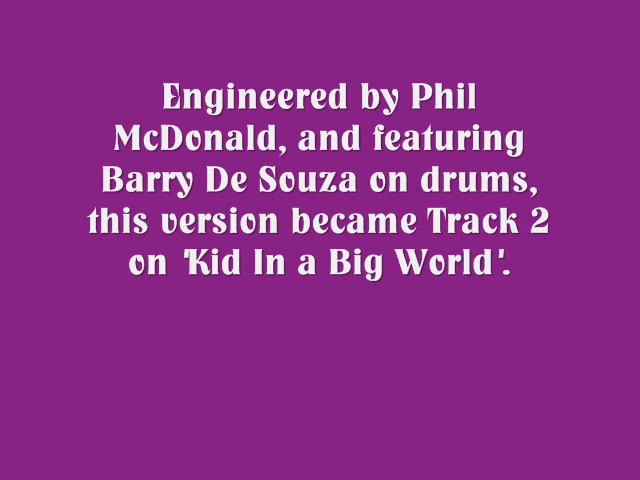 Engineered by Phil
McDonald, and featuring
Barry De Souza on drums,
this version became Track 2
on 'Kid In a Big World'.